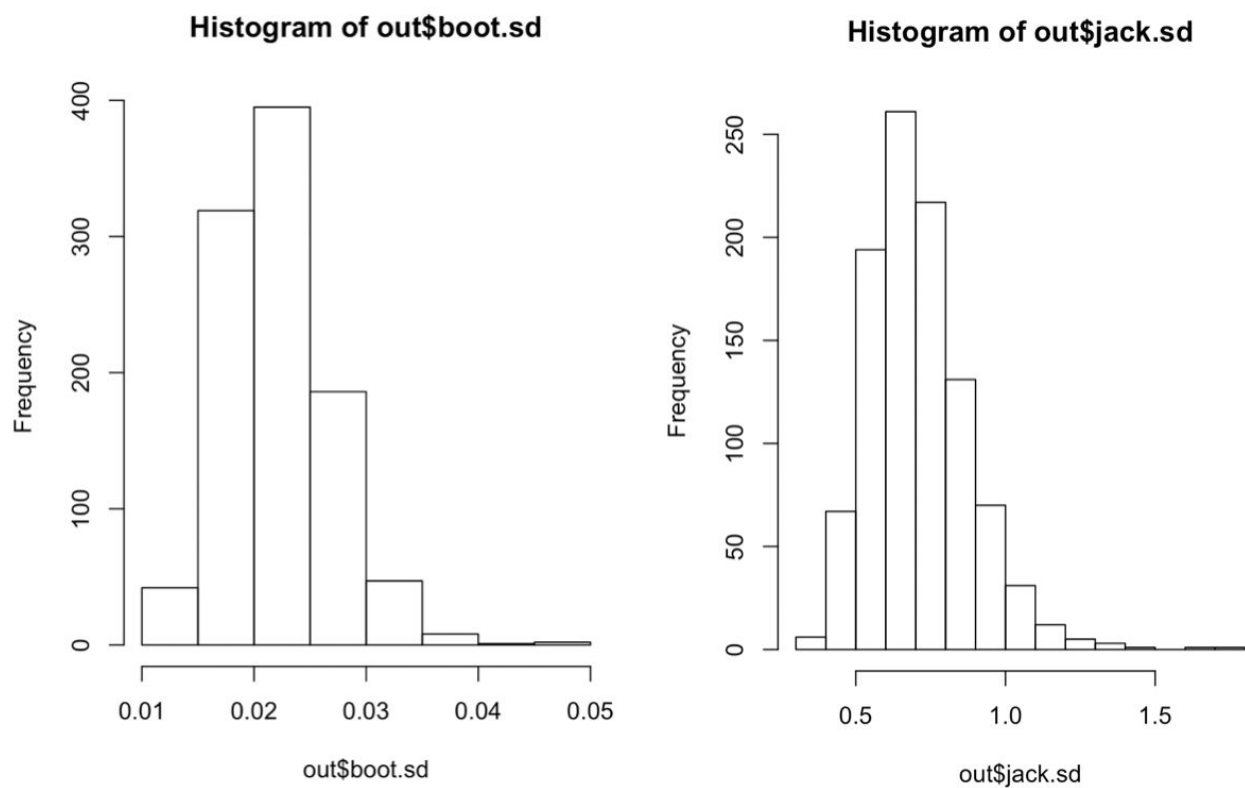 Histogram of out$boot.sd
Frequency
400
300
200
100
0
0.01 0.02 0.03 0.04 0.05
out$boot.sd
Histogram of out$jack.sd
Frequency
250
200
150
100
50
0
0.5 1.0 1.5
out$jack.sd